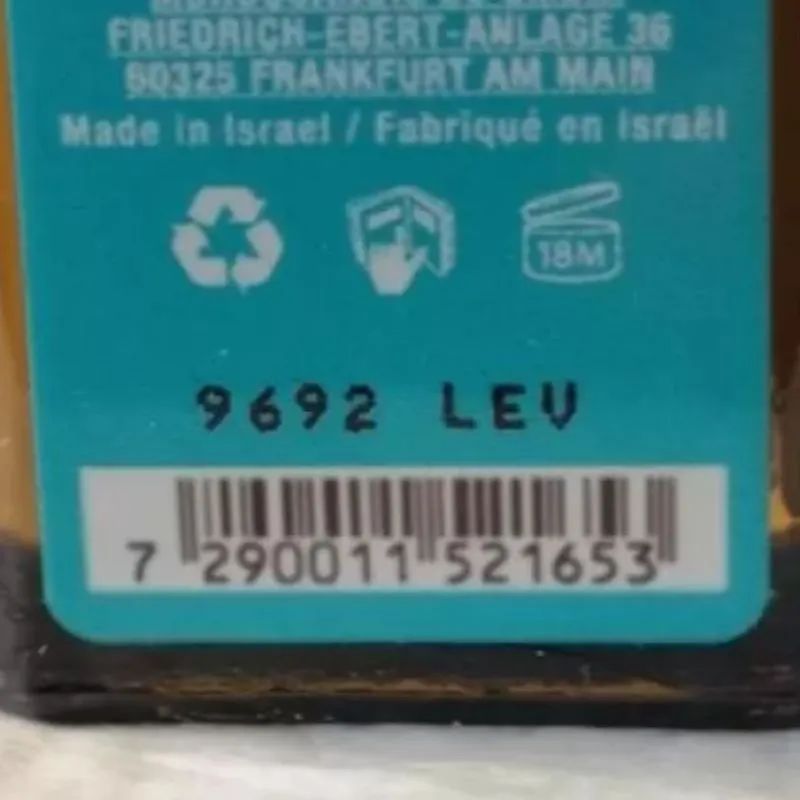 FRIEDRICH-EBERT-ANLAGE 36
60325 FRANKFURT AM MAIN
Made in Israel / Fabriqué en Israël
18M
9692 LEV
7 290011 521653